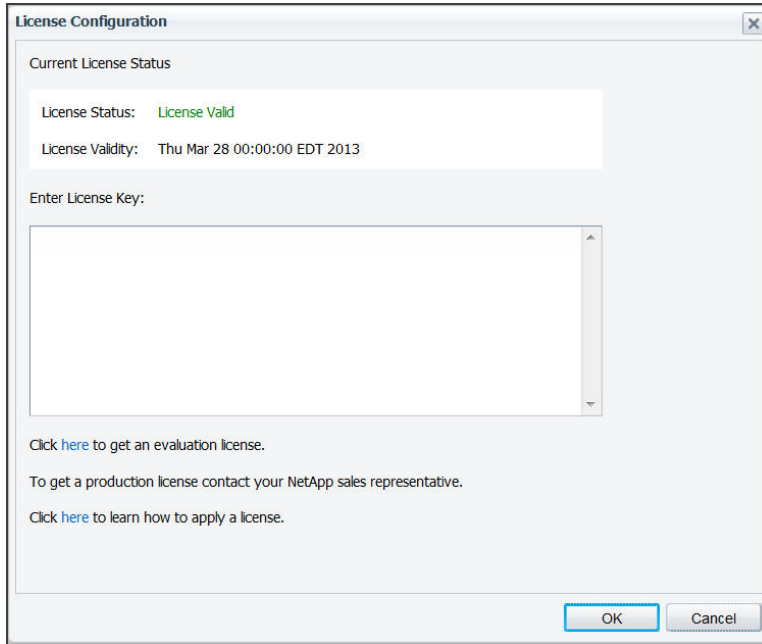 License Configuration
Current License Status
License Status: License Valid
License Validity: Thu Mar 28 00:00:00 EDT 2013
Enter License Key:
Click here to get an evaluation license.
To get a production license contact your NetApp sales representative.
Click here to learn how to apply a license.
OK Cancel